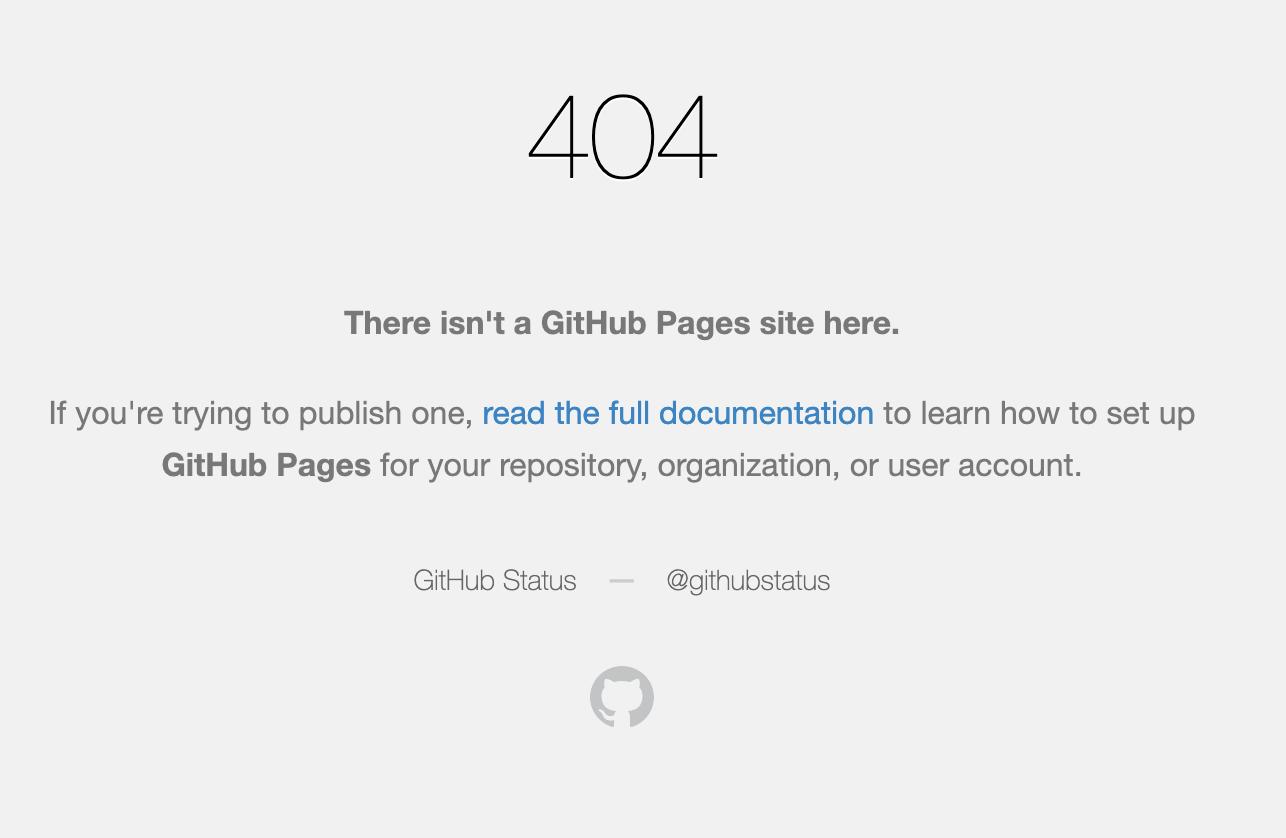 404
There isn't a GitHub Pages site here.
If you're trying to publish one, read the full documentation to learn how to set up
GitHub Pages for your repository, organization, or user account.
GitHub Status — @githubstatus